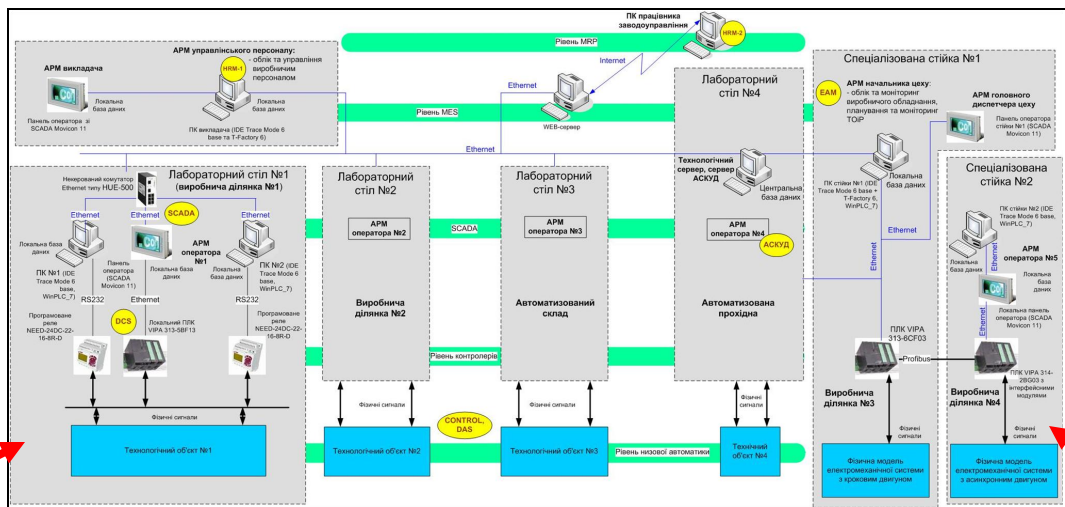 ПК працівника
заводоуправління
HRM-2
Рівень MRP
Internet
АРМ управлінського персоналу:
- облік та управління
виробничим
персоналом
HRM-1
АРМ викладача
Локальна
база даних
Панель оператора зі
SCADA Movicon 11
ПК викладача (IDE Trace Mode 6
base та T-Factory 6)
Рівень MES
Ethernet
WEB-сервер
Ethernet
Лабораторний
стіл №4
Технологічний
сервер, сервер
АСКУД
Центральна
база даних
АРМ
оператора №4
АСКУД
Автоматизована
прохідна
Фізичні
сигнали
Технічний
об'єкт №4
Спеціалізована стійка №1
EAM
АРМ начальника цеху:
- облік та моніторинг
виробничого обладнання,
планування та моніторинг
ТОіР
АРМ головного
диспетчера цеху
Панель оператора
стійки №1 (SCADA
Movicon 11)
Локальна
база даних
ПК стійки №1 (IDE
Trace Mode 6 base +
T-Factory 6,
WinPLC_7)
Ethernet
Ethernet
ПЛК VIPA
313-6CF03
Profibus
Виробнича
ділянка №3
Фізичні
сигнали
Фізична модель
електромеханічної системи
з кроковим двигуном
Спеціалізована
стійка №2
ПК стійки №2 (IDE
Trace Mode 6 base,
WinPLC_7)
АРМ
оператора №5
Локальна
база даних
Ethernet
Локальна панель
оператора (SCADA
Movicon 11)
Ethernet
ПЛК VIPA 314-
2BG03 з
інтерфейсними
модулями
Виробнича
ділянка №4
Фізичні
сигнали
Фізична модель
електромеханічної системи
з асинхронним двигуном
Лабораторний стіл №1
(виробнича ділянка №1)
Некерований комутатор
Ethernet типу HUE-500
Ethernet
Ethernet
Ethernet
SCADA
Локальна база
даних
АРМ
оператора
№1
ПК №1 (IDE
Trace Mode 6
base,
WinPLC_7)
Панель
оператора
(SCADA
Movicon 11)
Локальна база
даних
Локальна база
даних
ПК №2 (IDE
Trace Mode 6
base,
WinPLC_7)
RS232
Ethernet
RS232
Програмоване
реле
NEED-24DC-22-
16-8R-D
DCS
Локальний ПЛК
VIPA 313-5BF13
Програмоване
реле
NEED-24DC-22-
16-8R-D
Фізичні сигнали
Технологічний об'єкт №1
Лабораторний
стіл №2
АРМ
оператора №2
Виробнича
ділянка №2
Фізичні
сигнали
Технологічний об'єкт №2
SCADA
Рівень контролерів
CONTROL,
DAS
Лабораторний
стіл №3
АРМ
оператора №3
Автоматизований
склад
Фізичні
сигнали
Технологічний об'єкт №3
Рівень низової автоматики